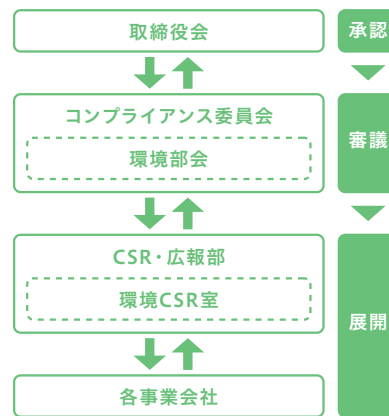 取締役会
承認
コンプライアンス委員会
環境部会
審議
CSR・広報部
環境CSR室
展開
各事業会社